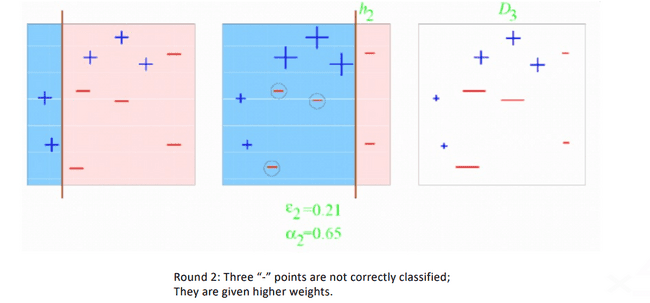 h₂
D₃
ε₂=0.21
α₂=0.65
Round 2: Three “-” points are not correctly classified;
They are given higher weights.